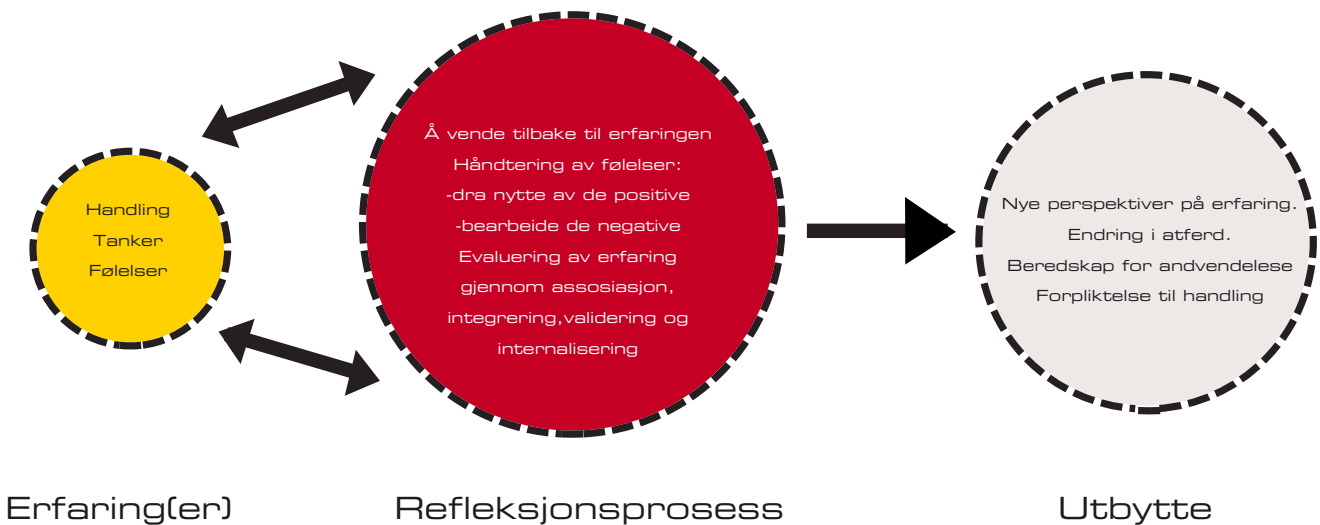 Handling
Tanker
Følelser
Å vende tilbake til erfaringen
Håndtering av følelser:
-dra nytte av de positive
-bearbeide de negative
Evaluering av erfaring
gjennom assosiasjon,
integrering,validering og
internalisering
Nye perspektiver på erfaring.
Endring i atferd.
Beredskap for andvendelese
Forpliktelse til handling
Erfaring(er)
Refleksjonsprosess
Utbytte